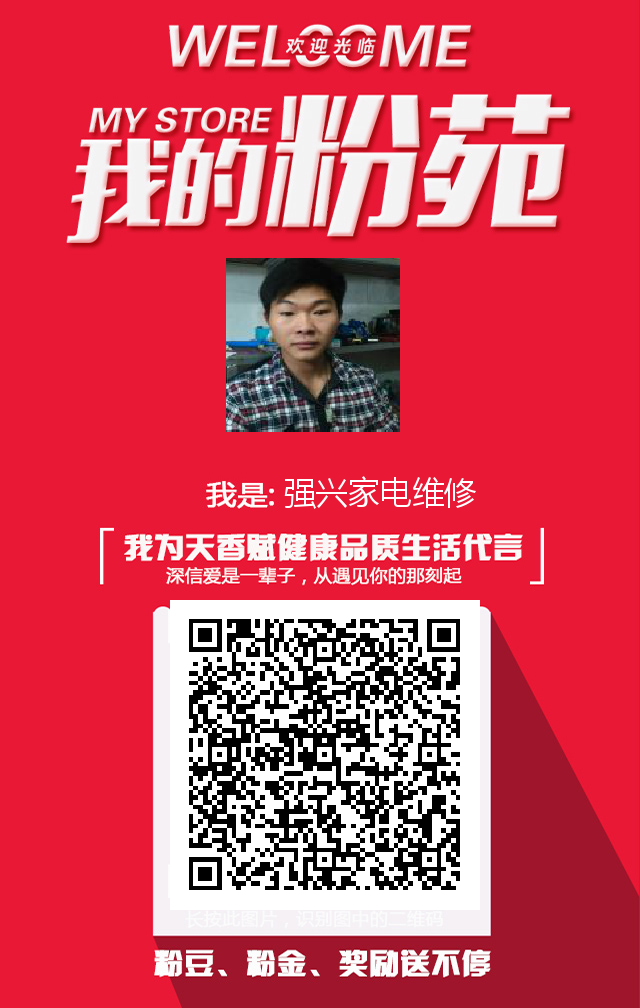 WELCOME
欢迎光临
MY STORE
我的粉苑
我是: 强兴家电维修
我为天香赋健康品质生活代言
深信爱是一辈子，从遇见你的那刻起
长按此图片，识别图中的二维码
粉豆、粉金、奖励送不停